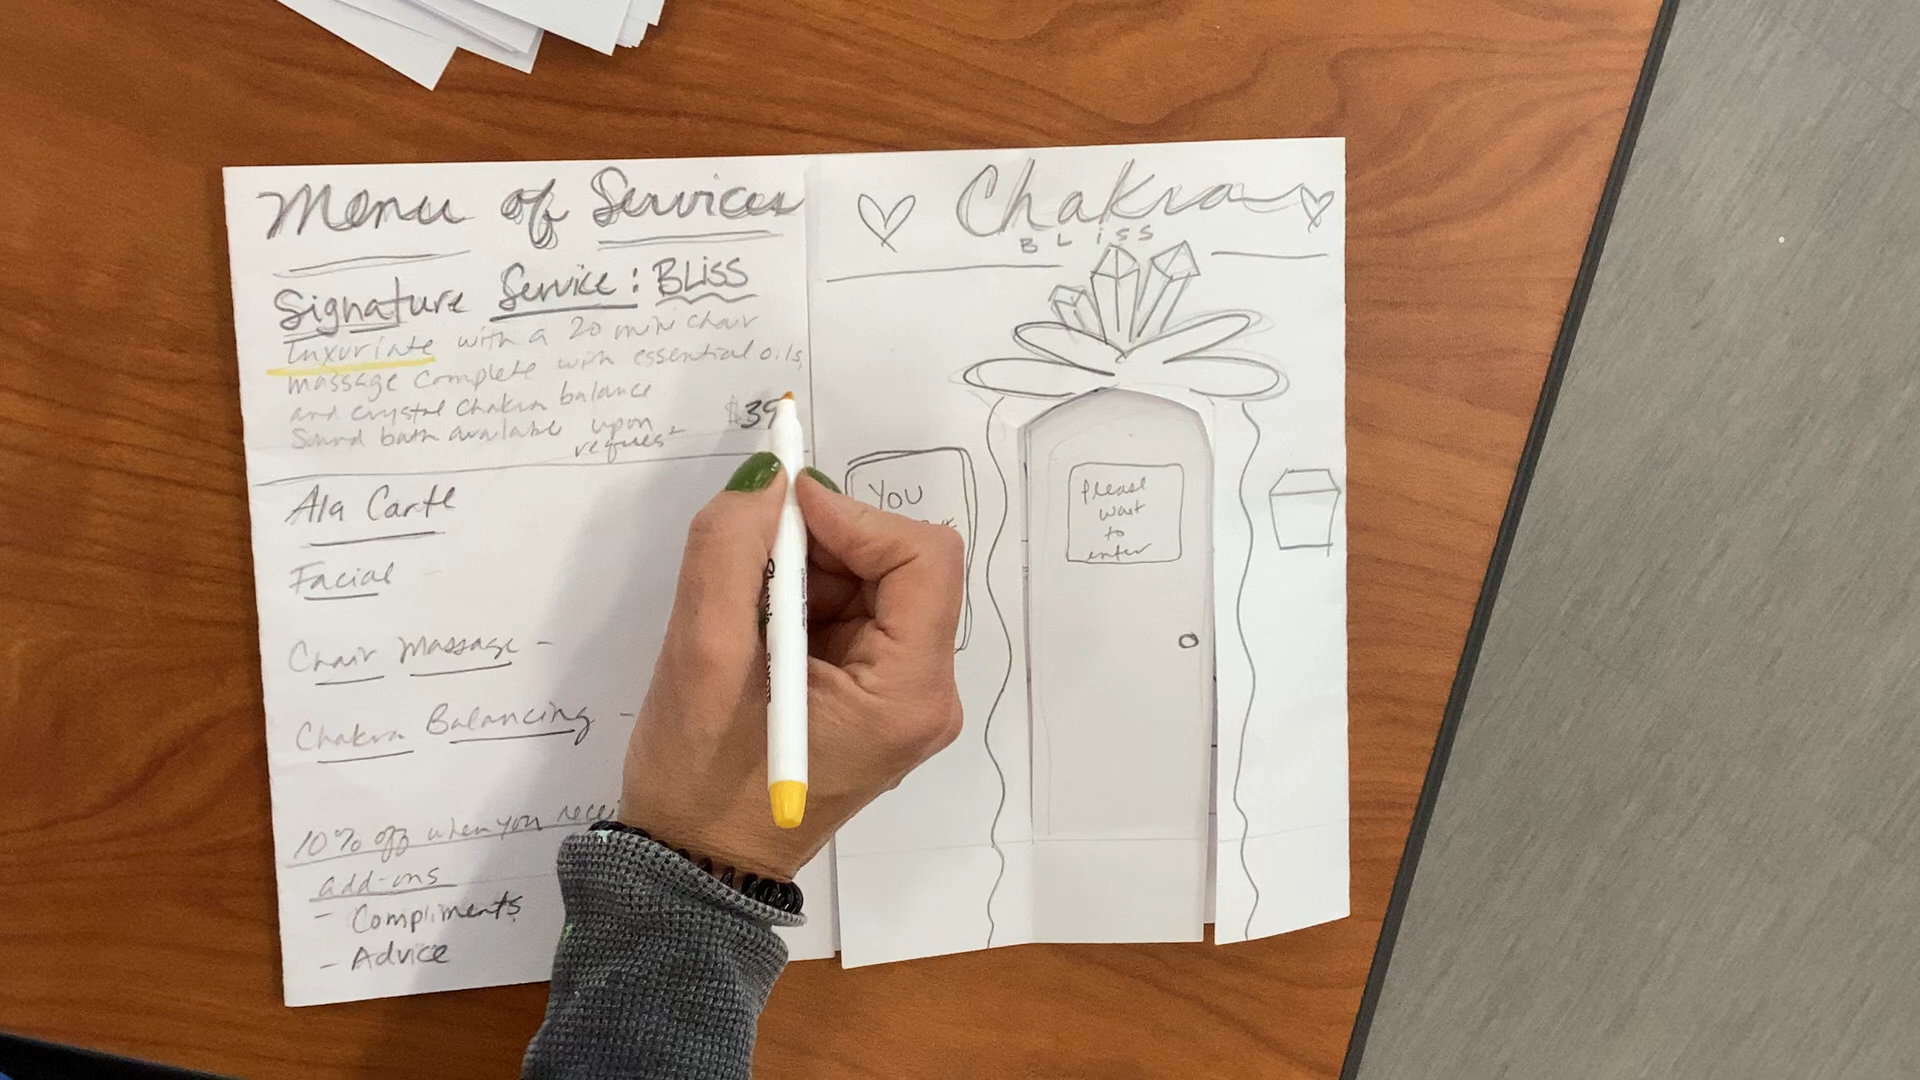 Menu of Services
Signature Service: BLiss
Luxuriate with a 20 min chair
massage complete with essential oils,
and crystal chakra balance
Sound bath available upon
request
$39
Ala Carte
Facial
Chair Massage -
Chakra Balancing -
10% off when you
add-ons
- Compliments
- Advice
Chakra
BLiSS
YOU
Please
wait
to
enter
Sharpie